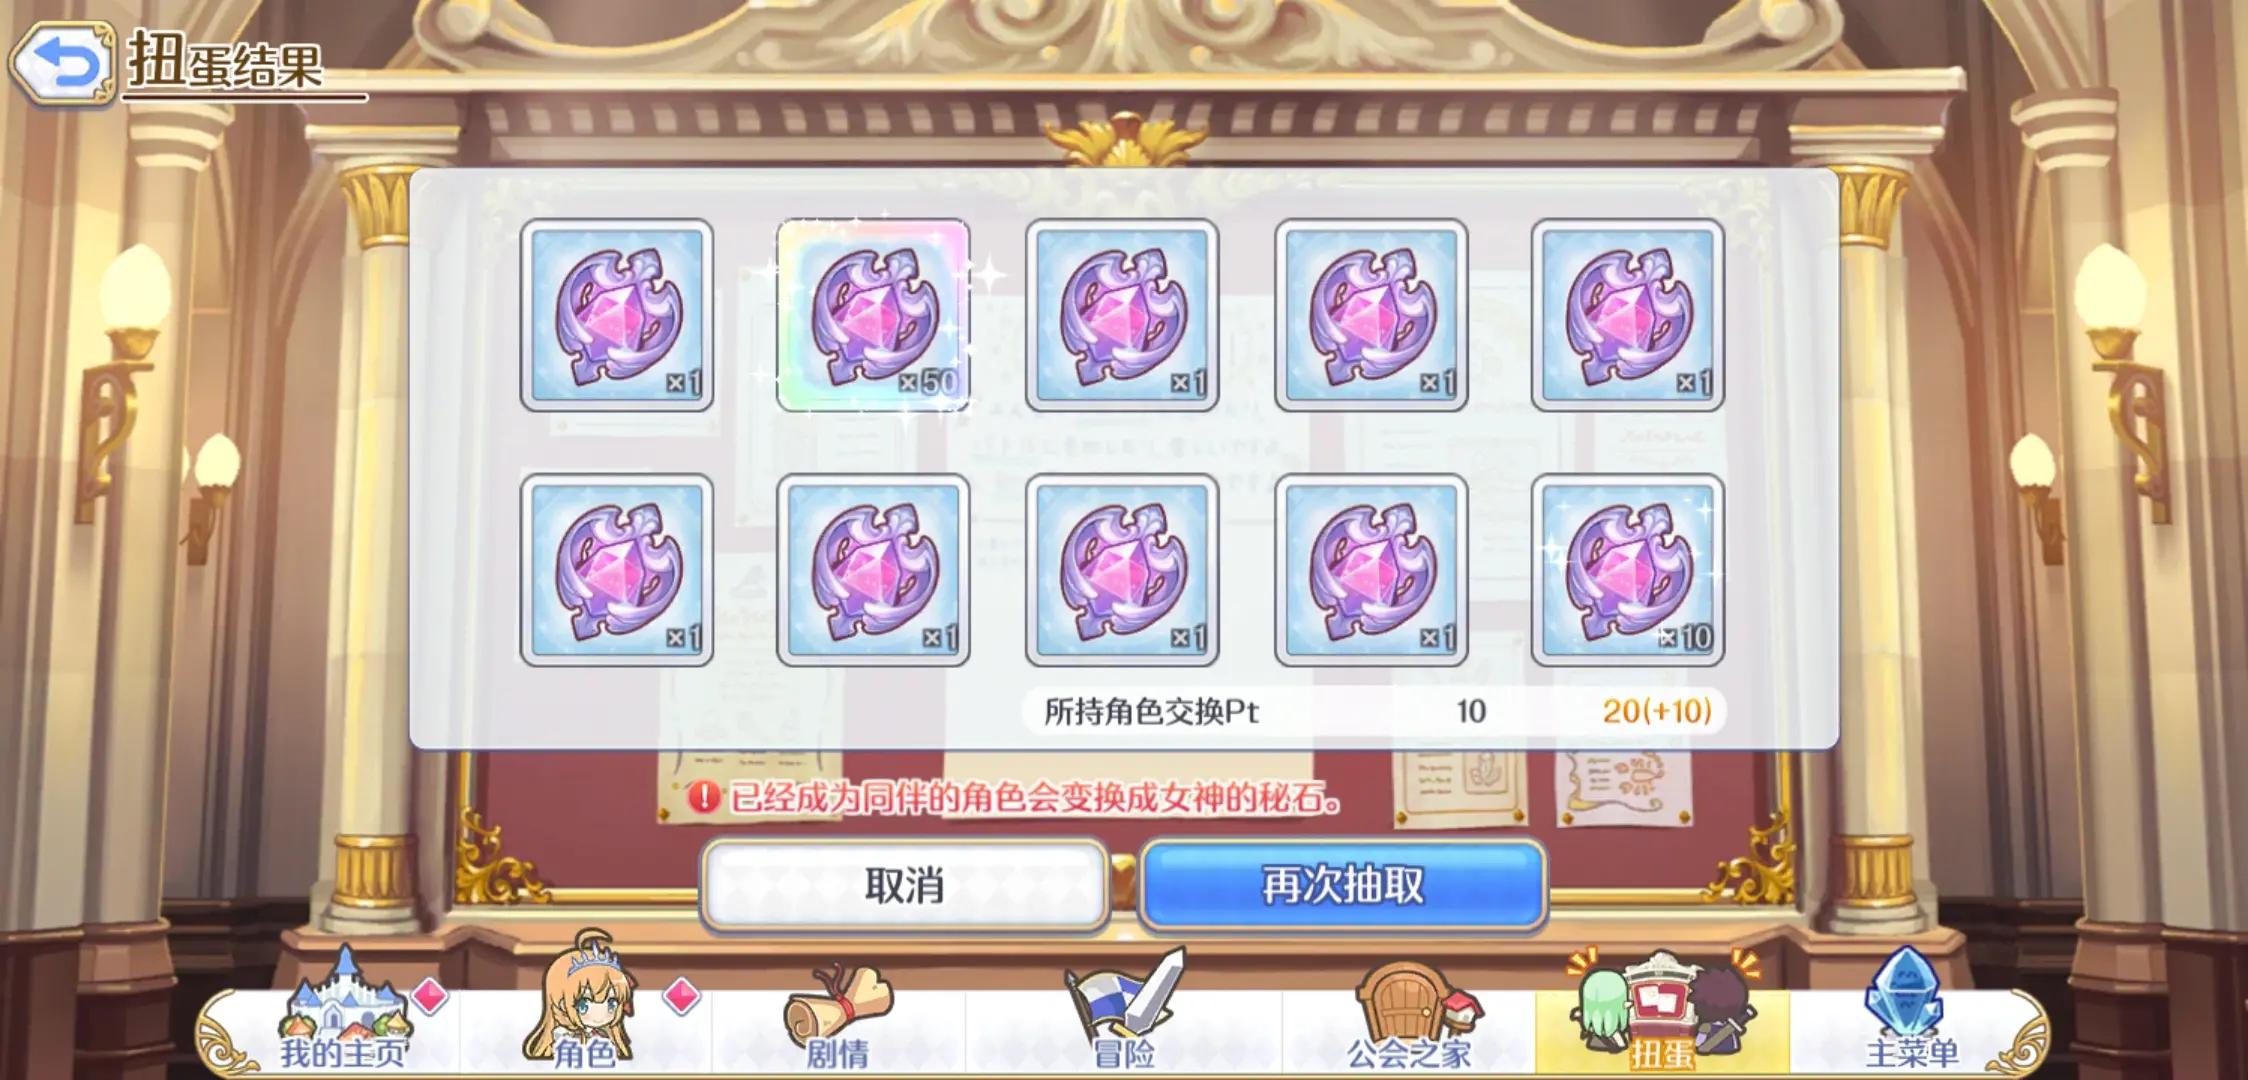 扭蛋结果
×1
×50
×1
×1
×1
×1
×1
×1
×1
×10
所持角色交换Pt 10 20(+10)
已经成为同伴的角色会变换成女神的秘石。
取消
再次抽取
我的主页
角色
剧情
冒险
公会之家
扭蛋
主菜单